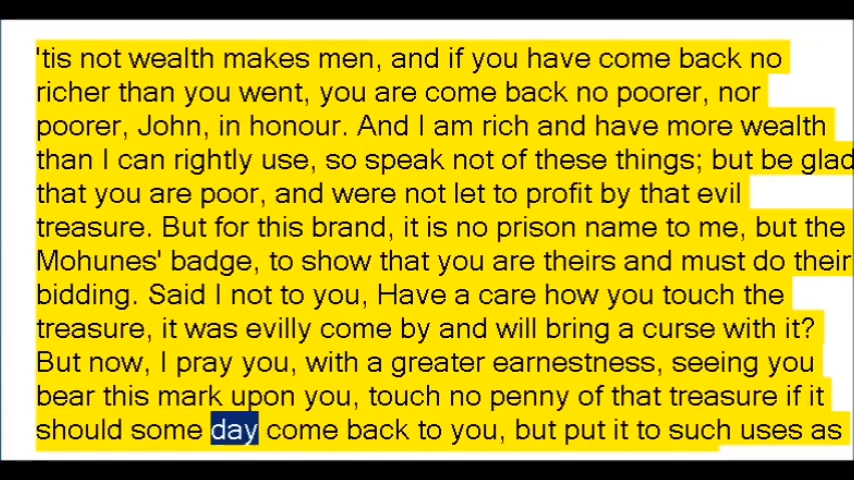 'tis not wealth makes men, and if you have come back no
richer than you went, you are come back no poorer, nor
poorer, John, in honour. And I am rich and have more wealth
than I can rightly use, so speak not of these things; but be glad
that you are poor, and were not let to profit by that evil
treasure. But for this brand, it is no prison name to me, but the
Mohunes' badge, to show that you are theirs and must do their
bidding. Said I not to you, Have a care how you touch the
treasure, it was evilly come by and will bring a curse with it?
But now, I pray you, with a greater earnestness, seeing you
bear this mark upon you, touch no penny of that treasure if it
should some day come back to you, but put it to such uses as